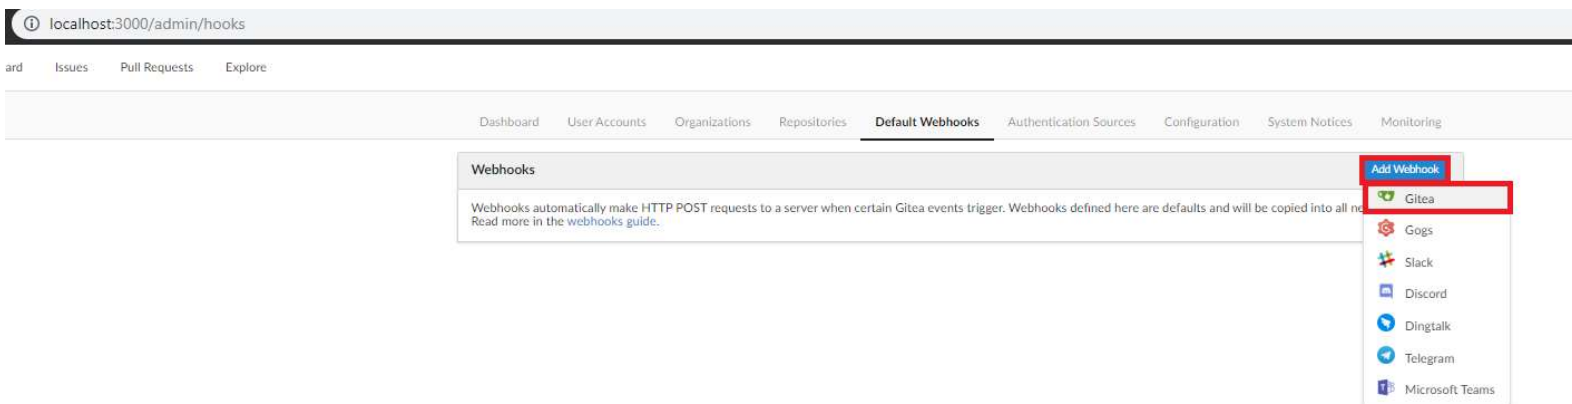 localhost:3000/admin/hooks
ard Issues Pull Requests Explore
Dashboard User Accounts Organizations Repositories Default Webhooks Authentication Sources Configuration System Notices Monitoring
Webhooks Add Webhook
Webhooks automatically make HTTP POST requests to a server when certain Gitea events trigger. Webhooks defined here are defaults and will be copied into all ne
Read more in the webhooks guide.
Gitea
Gogs
Slack
Discord
Dingtalk
Telegram
Microsoft Teams